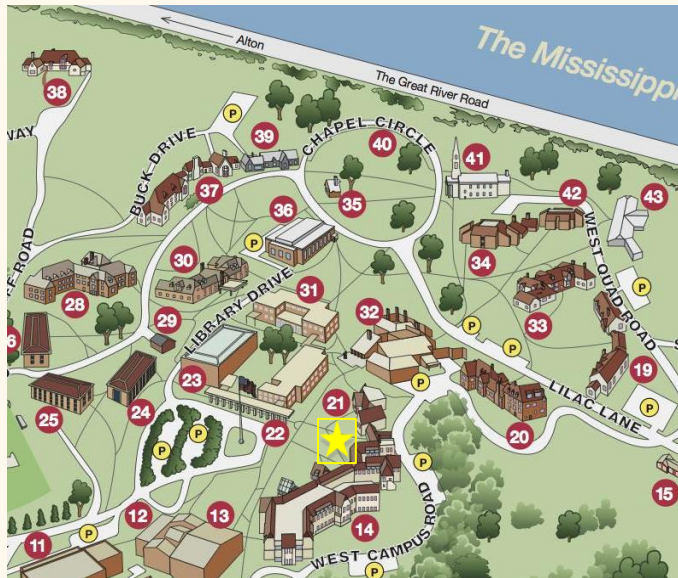 Alton
The Great River Road
The Mississippi
38
WAY
P
39
BUCK DRIVE
CHAPEL CIRCLE
40
41
42
43
37
35
36
34
WEST QUAD ROAD
P
P
30
28
LIBRARY DRIVE
31
33
29
32
P
P
6
23
19
LILAC LANE
P
P
21
25
24
22
20
P
P
P
15
12
13
14
11
P
WEST CAMPUS ROAD
P